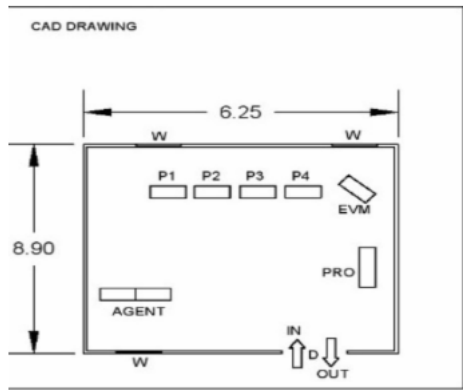 CAD DRAWING
6.25
W W
P1 P2 P3 P4
EVM
8.90
PRO
AGENT
IN
D
OUT
W